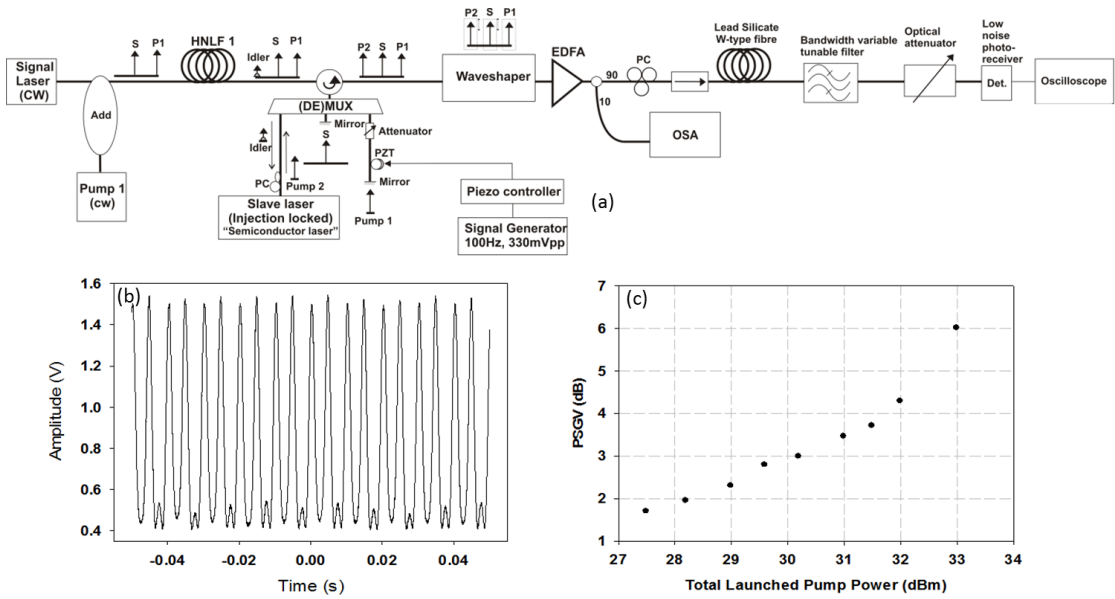 P2 S P1
S P1
HNLF 1
Idler
S P1
P2 S P1
EDFA
Lead Silicate
W-type fibre
Bandwidth variable
tunable filter
Optical
attenuator
Low
noise
photo-
receiver
Signal
Laser
(CW)
Add
Waveshaper
90
10
PC
Det.
Oscilloscope
(DE)MUX
Mirror
Attenuator
OSA
Idler
S
PZT
PC
Pump 2
Mirror
Pump 1
(cw)
Slave laser
(Injection locked)
"Semiconductor laser"
Pump 1
Piezo controller
Signal Generator
100Hz, 330mVpp
(a)
(b)
Amplitude (V)
1.6
1.4
1.2
1.0
0.8
0.6
0.4
-0.04 -0.02 0.00 0.02 0.04
Time (s)
(c)
PSGV (dB)
7
6
5
4
3
2
1
27 28 29 30 31 32 33 34
Total Launched Pump Power (dBm)